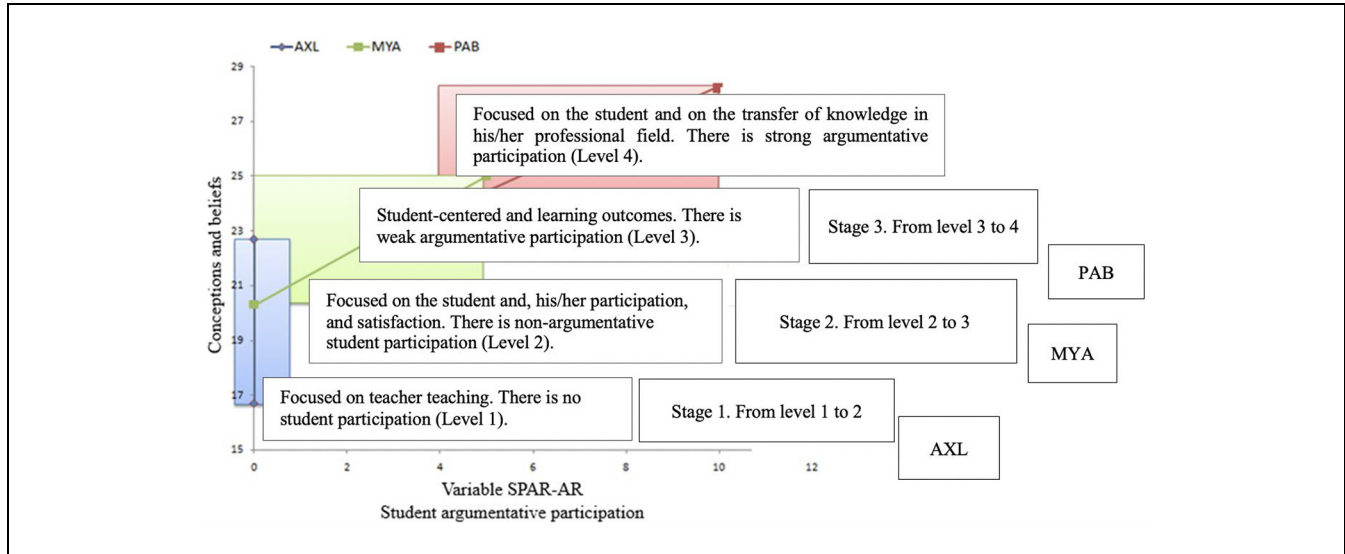 AXL MYA PAB
29
27
25
23
21
19
17
15
Conceptions and beliefs
Focused on the student and on the transfer of knowledge in
his/her professional field. There is strong argumentative
participation (Level 4).
Student-centered and learning outcomes. There is
weak argumentative participation (Level 3).
Stage 3. From level 3 to 4
PAB
Focused on the student and, his/her participation,
and satisfaction. There is non-argumentative
student participation (Level 2).
Stage 2. From level 2 to 3
MYA
Focused on teacher teaching. There is no
student participation (Level 1).
Stage 1. From level 1 to 2
AXL
0 2 4 6 8 10 12
Variable SPAR-AR
Student argumentative participation